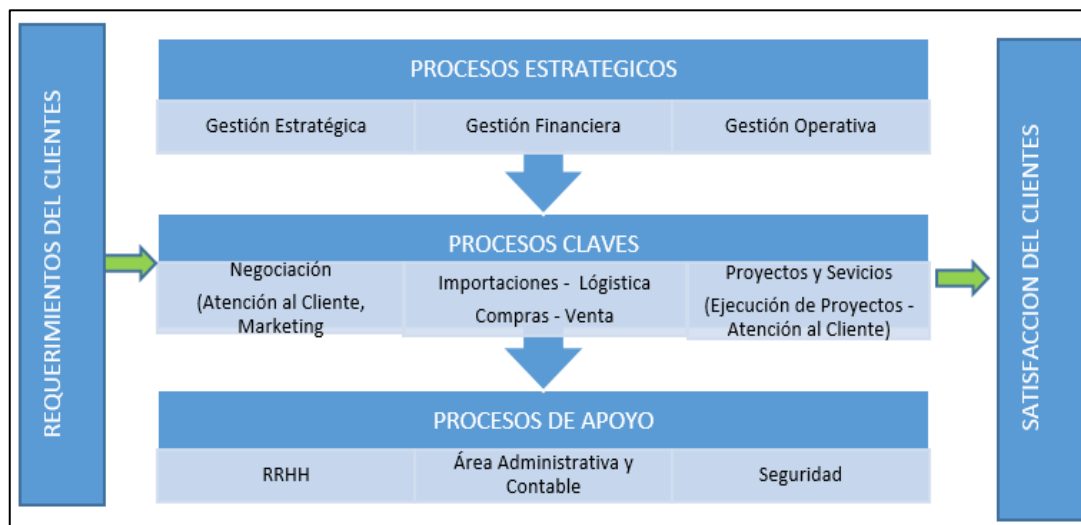 REQUERIMIENTOS DEL CLIENTES
PROCESOS ESTRATEGICOS
Gestión Estratégica
Gestión Financiera
Gestión Operativa
PROCESOS CLAVES
Negociación
(Atención al Cliente,
Marketing
Importaciones - Lógistica
Compras - Venta
Proyectos y Sevicios
(Ejecución de Proyectos -
Atención al Cliente)
PROCESOS DE APOYO
RRHH
Área Administrativa y
Contable
Seguridad
SATISFACCION DEL CLIENTES